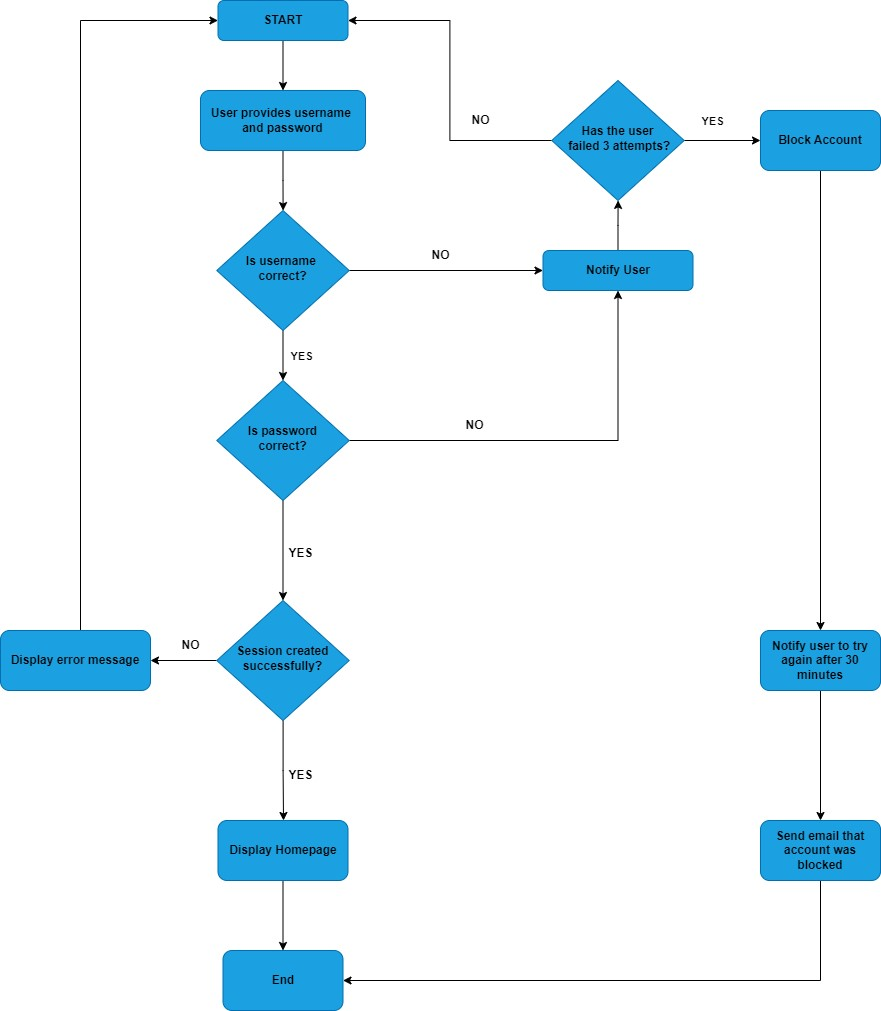 START
User provides username
and password
NO
Has the user
failed 3 attempts?
YES
Block Account
Is username
correct?
NO
Notify User
YES
Is password
correct?
NO
YES
Display error message
NO
Session created
successfully?
Notify user to try
again after 30
minutes
YES
Display Homepage
Send email that
account was
blocked
End